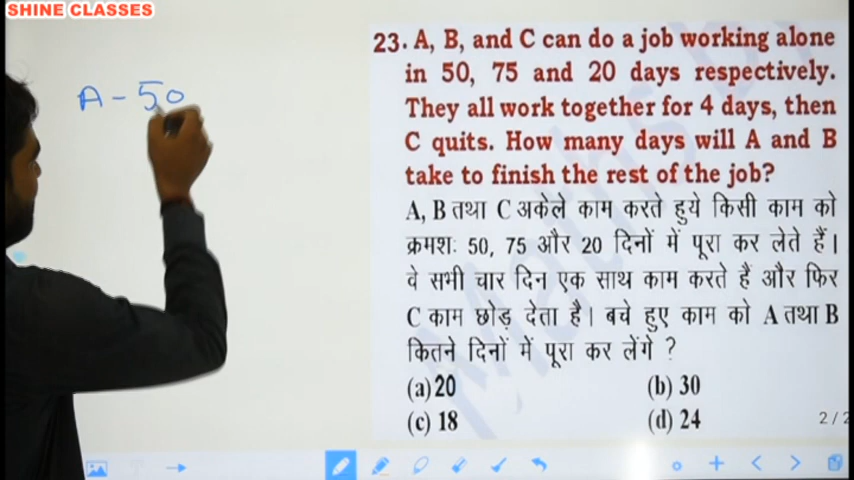 SHINE CLASSES
A - 50
23. A, B, and C can do a job working alone
in 50, 75 and 20 days respectively.
They all work together for 4 days, then
C quits. How many days will A and B
take to finish the rest of the job?
A, B तथा C अकेले काम करते हुये किसी काम को
क्रमशः 50, 75 और 20 दिनों में पूरा कर लेते हैं।
वे सभी चार दिन एक साथ काम करते हैं और फिर
C काम छोड़ देता है। बचे हुए काम को A तथा B
कितने दिनों में पूरा कर लेंगे ?
(a) 20 (b) 30
(c) 18 (d) 24
2/2